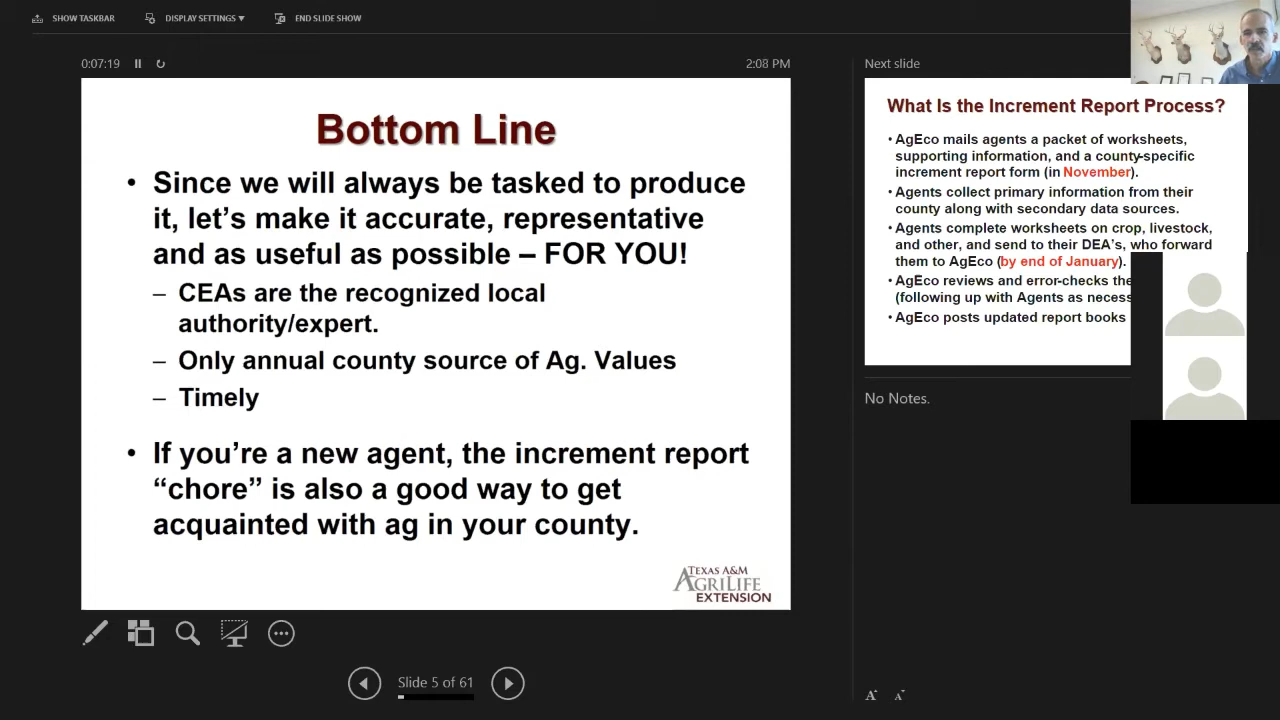 SHOW TASKBAR
DISPLAY SETTINGS ▼
END SLIDE SHOW
0:07:19
2:08 PM
Bottom Line
• Since we will always be tasked to produce
it, let’s make it accurate, representative
and as useful as possible – FOR YOU!
– CEAs are the recognized local
authority/expert.
– Only annual county source of Ag. Values
– Timely
• If you’re a new agent, the increment report
“chore” is also a good way to get
acquainted with ag in your county.
TEXAS A&M
AGRILIFE
EXTENSION
Slide 5 of 61
Next slide
What Is the Increment Report Process?
• AgEco mails agents a packet of worksheets,
supporting information, and a county-specific
increment report form (in November).
• Agents collect primary information from their
county along with secondary data sources.
• Agents complete worksheets on crop, livestock,
and other, and send to their DEA’s, who forward
them to AgEco (by end of January).
• AgEco reviews and error-checks the
(following up with Agents as necess
• AgEco posts updated report books
No Notes.
A A